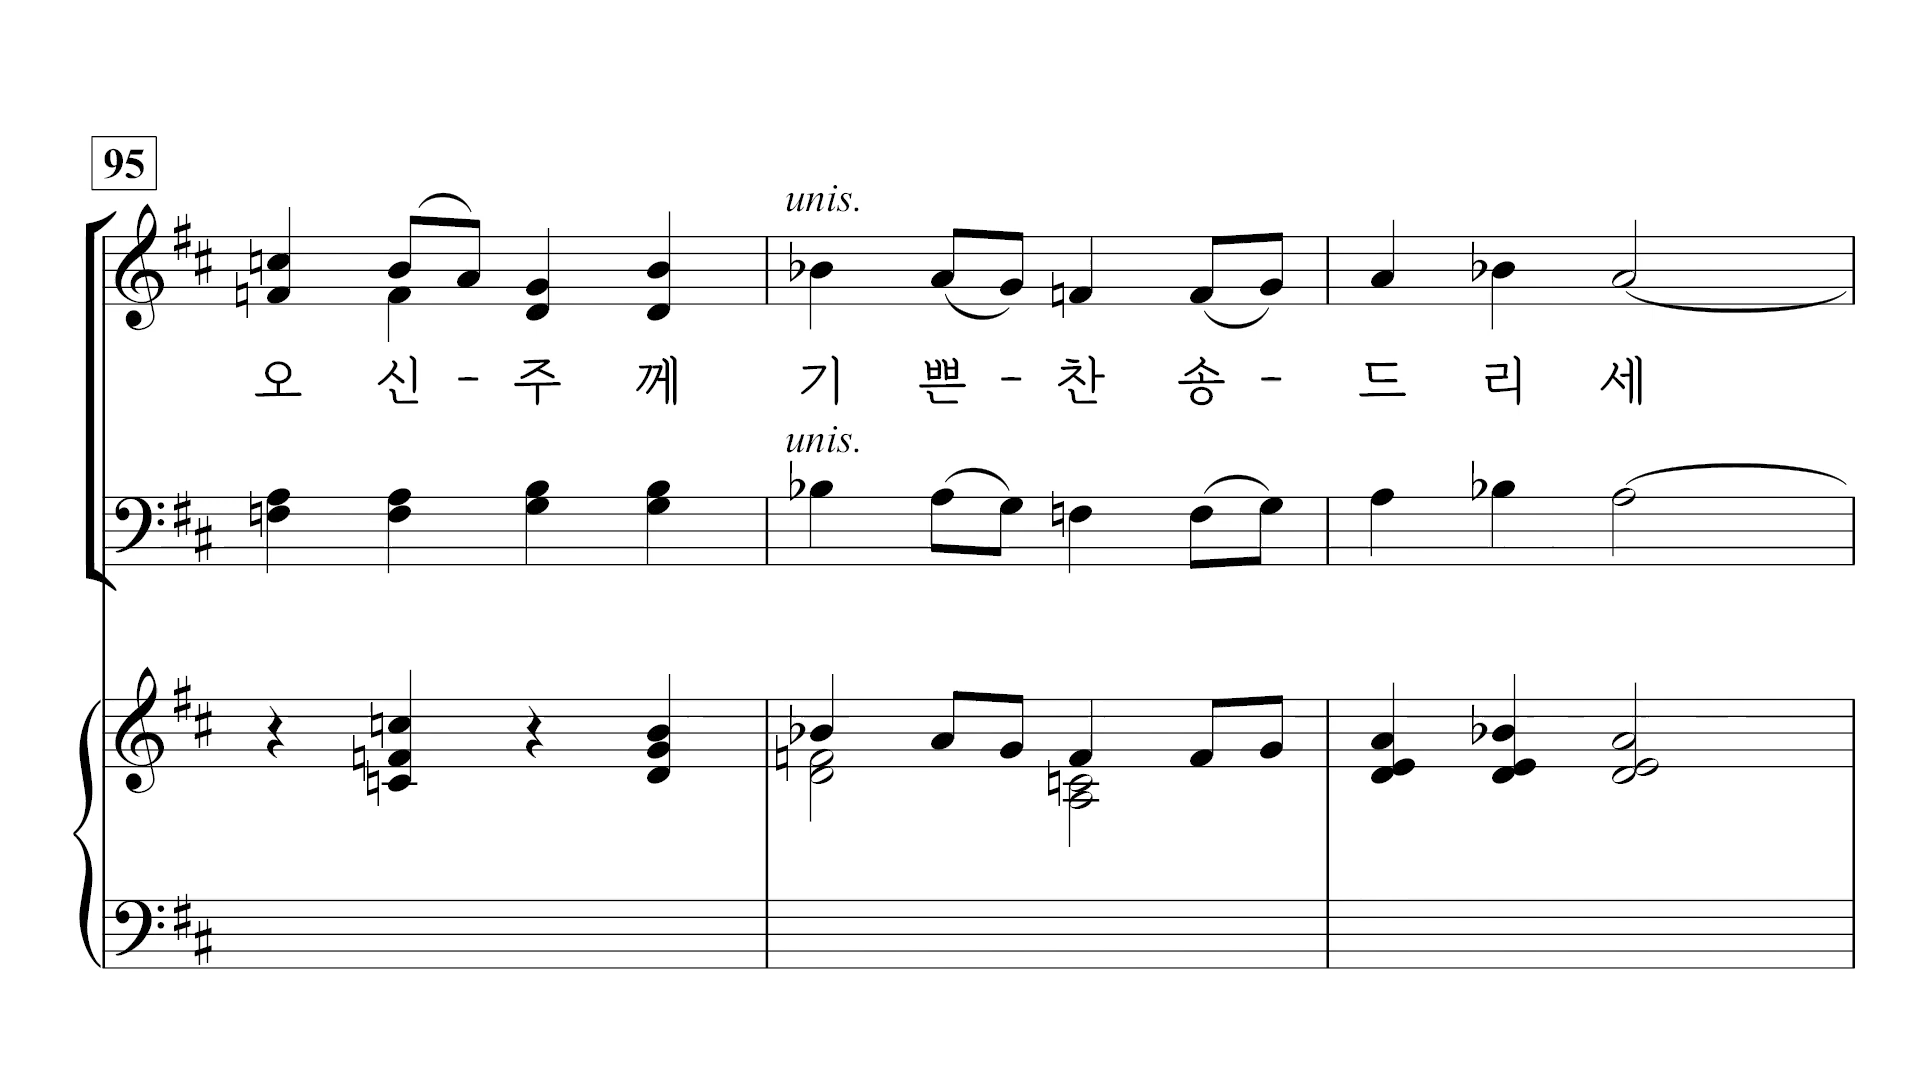 95
unis.
오 신 - 주 께 기 쁜 - 찬 송 - 드 리 세
unis.